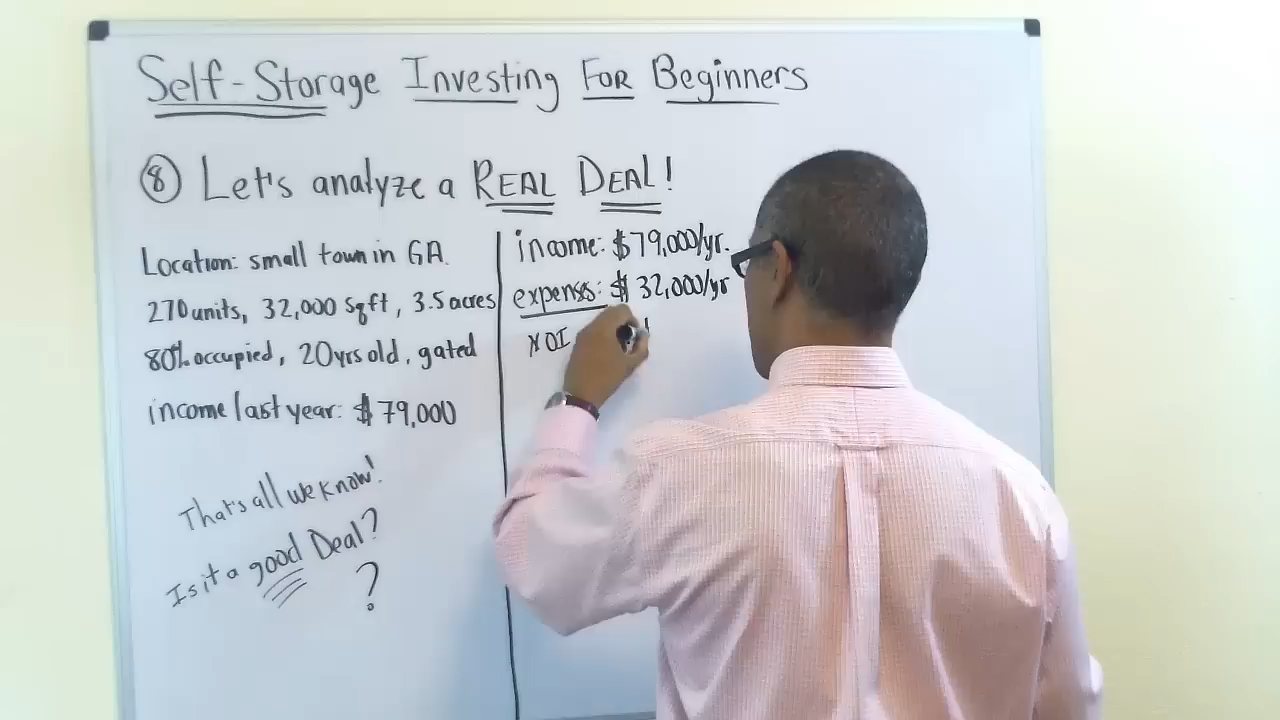 Self-Storage Investing For Beginners
⑧ Let's analyze a REAL DEAL!
Location: small town in GA.
270 units, 32,000 sqft, 3.5 acres
80% occupied, 20yrs old, gated
income last year: $79,000
That's all we know!
Is it a good Deal?
?
income: $79,000/yr.
expenses: $32,000/yr
NOI